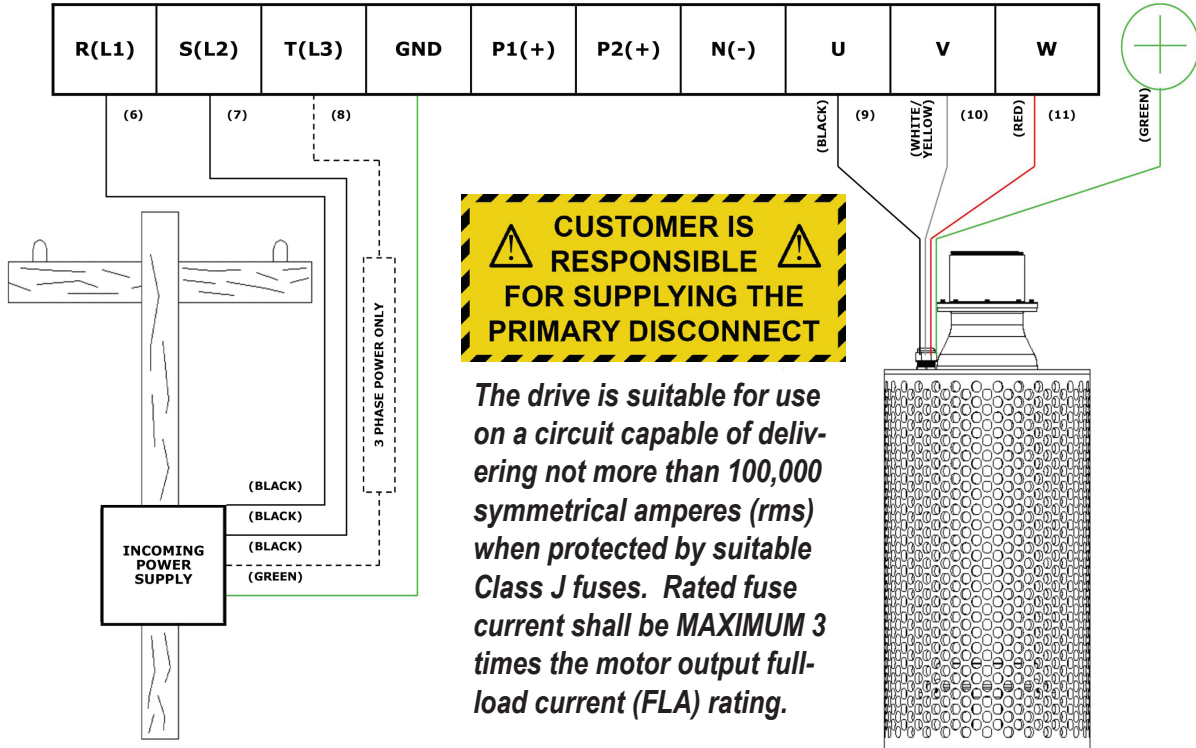 R(L1) S(L2) T(L3) GND P1(+) P2(+) N(-) U V W
(6) (7) (8) (9) (10) (11)
(BLACK)
(WHITE/
YELLOW)
(RED)
(GREEN)
CUSTOMER IS
RESPONSIBLE
FOR SUPPLYING THE
PRIMARY DISCONNECT
3 PHASE POWER ONLY
The drive is suitable for use
on a circuit capable of deliv-
ering not more than 100,000
symmetrical amperes (rms)
when protected by suitable
Class J fuses. Rated fuse
current shall be MAXIMUM 3
times the motor output full-
load current (FLA) rating.
(BLACK)
(BLACK)
(BLACK)
(GREEN)
INCOMING
POWER
SUPPLY